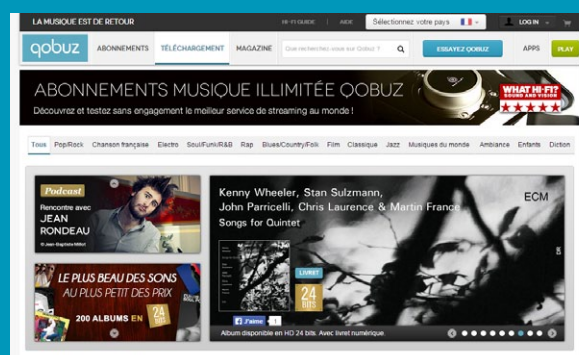 LA MUSIQUE EST DE RETOUR
HI-FI GUIDE | AIDE Sélectionnez votre pays LOG IN
qobuz ABONNEMENTS TÉLÉCHARGEMENT MAGAZINE Que recherchez vous sur Qobuz ? ESSAYEZ QOBUZ APPS PLAY
ABONNEMENTS MUSIQUE ILLIMITÉE QOBUZ
Découvrez et testez sans engagement le meilleur service de streaming au monde !
WHAT HI-FI?
SOUND AND VISION
Tous Pop/Rock Chanson française Electro Soul/Funk/R&B Rap Blues/Country/Folk Film Classique Jazz Musiques du monde Ambiance Enfants Diction
Podcast
Rencontre avec
JEAN
RONDEAU
© Jean-Baptiste Millot
LE PLUS BEAU DES SONS
AU PLUS PETIT DES PRIX
200 ALBUMS EN 24 BITS
Kenny Wheeler, Stan Sulzmann,
John Parricelli, Chris Laurence & Martin France
Songs for Quintet
ECM
LIVRET
24
BITS
J'aime 1
Album disponible en HD 24 bits. Avec livret numérique.
DR